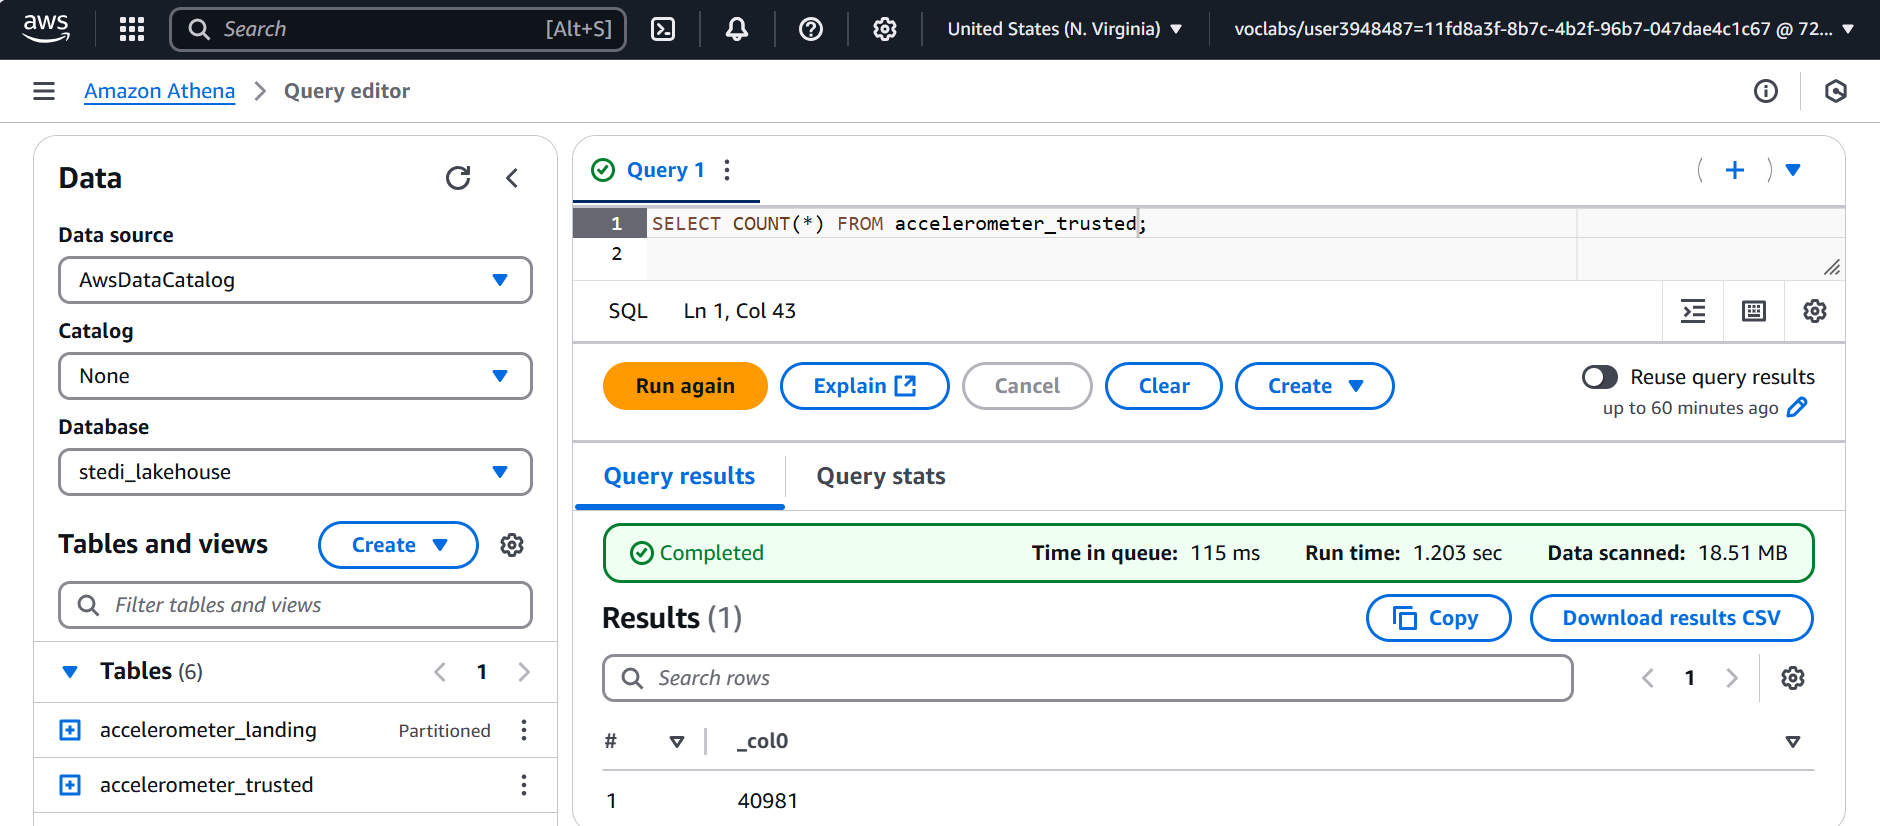 aws
Search [Alt+S]
United States (N. Virginia)
voclabs/user3948487=11fd8a3f-8b7c-4b2f-96b7-047dae4c1c67 @ 72...
Amazon Athena > Query editor
Data
Data source
AwsDataCatalog
Catalog
None
Database
stedi_lakehouse
Tables and views
Create
Filter tables and views
Tables (6)
1
accelerometer_landing
Partitioned
accelerometer_trusted
Query 1
1 SELECT COUNT(*) FROM accelerometer_trusted;
2
SQL Ln 1, Col 43
Run again
Explain
Cancel
Clear
Create
Reuse query results
up to 60 minutes ago
Query results
Query stats
Completed
Time in queue: 115 ms
Run time: 1.203 sec
Data scanned: 18.51 MB
Results (1)
Copy
Download results CSV
Search rows
1
# _col0
1 40981